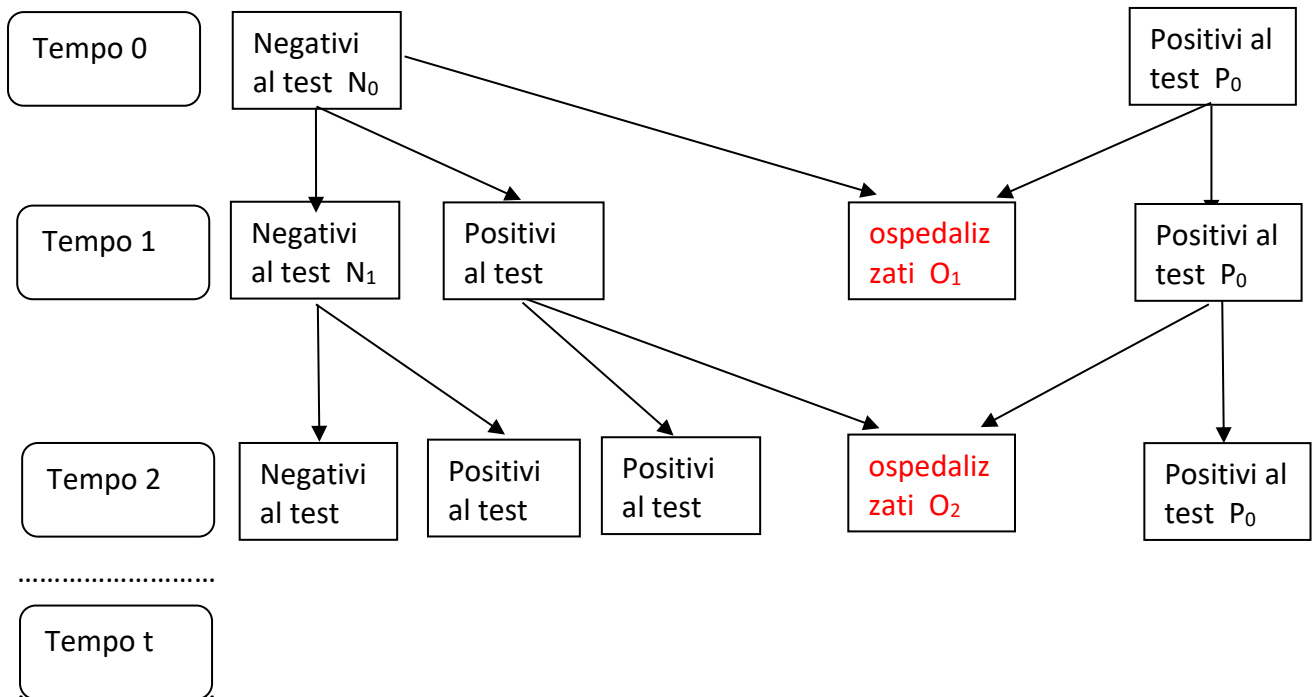 Tempo 0
Negativi
al test N₀
Positivi al
test P₀
Tempo 1
Negativi
al test N₁
Positivi
al test
ospedaliz
zati O₁
Positivi al
test P₀
Tempo 2
Negativi
al test
Positivi
al test
Positivi
al test
ospedaliz
zati O₂
Positivi al
test P₀
...........................
Tempo t